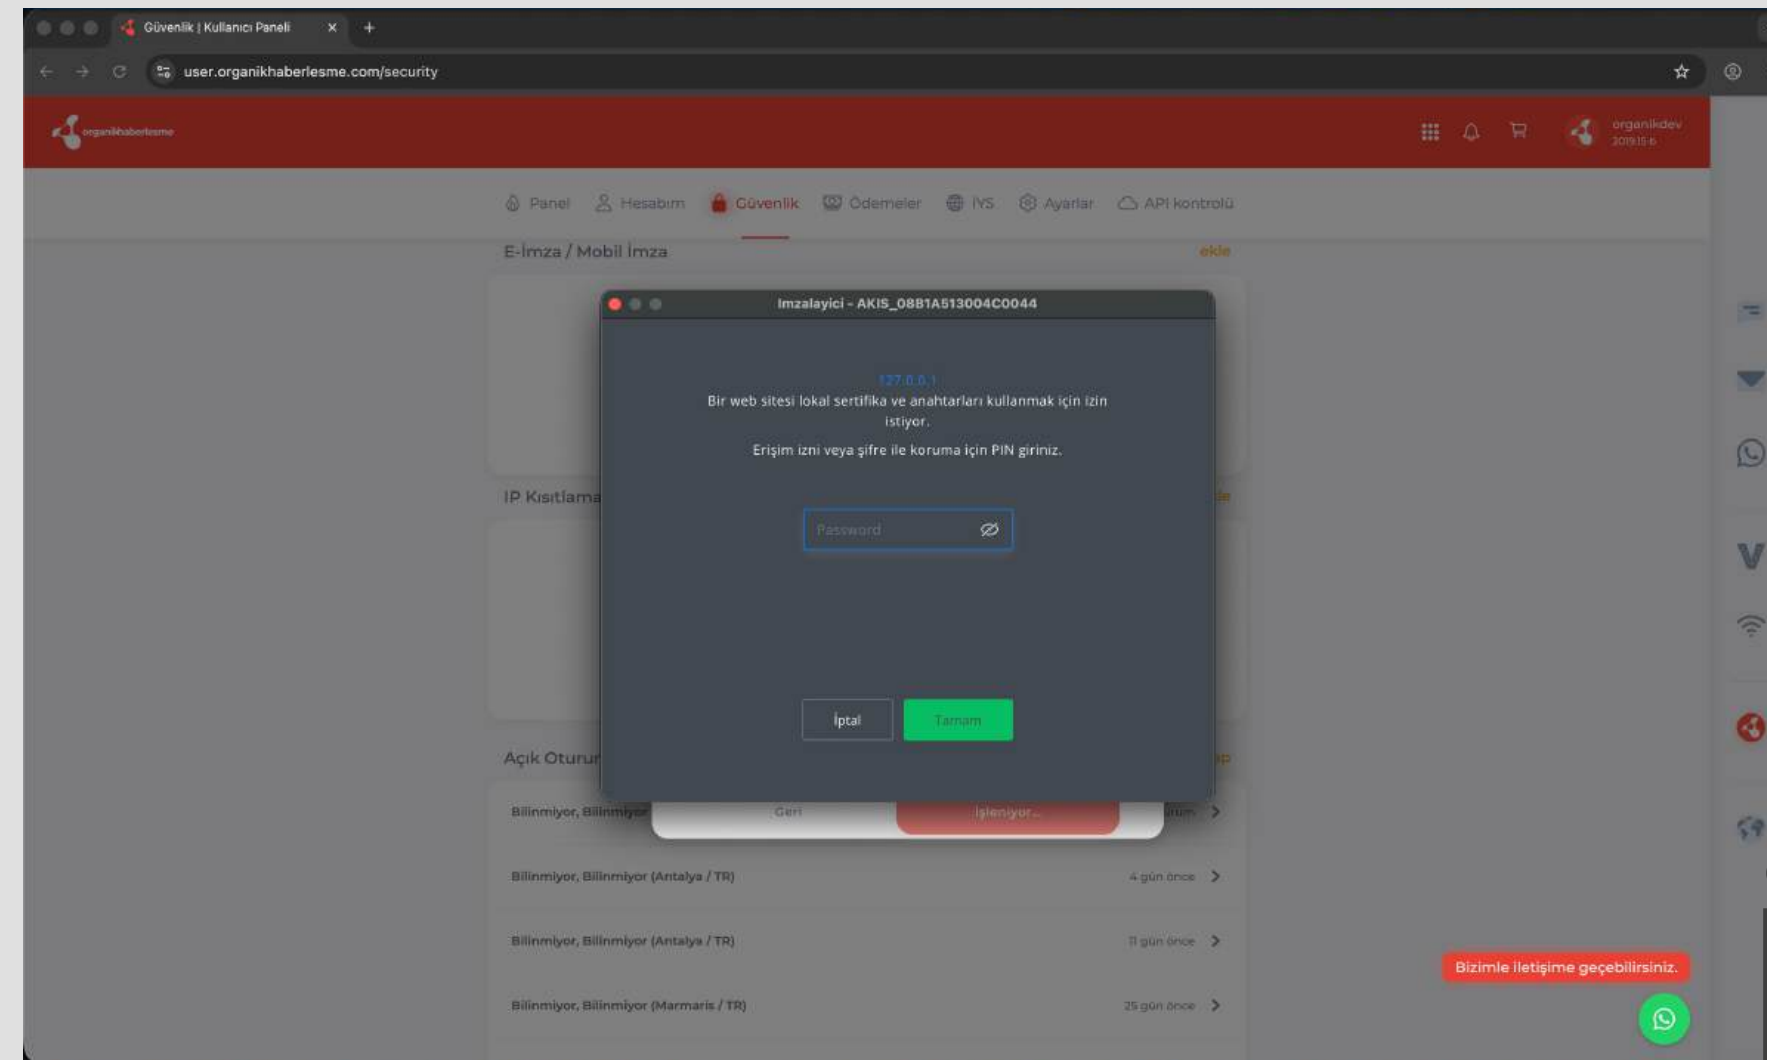 Güvenlik | Kullanıcı Paneli
user.organikhaberlesme.com/security
organikhaberlesme
organikdev
2019.15 ₺
Panel Hesabım Güvenlik Ödemeler İYS Ayarlar API kontrolü
E-İmza / Mobil İmza ekle
Imzalayici - AKIS_08B1A513004C0044
127.0.0.1
Bir web sitesi lokal sertifika ve anahtarları kullanmak için izin
istiyor.
Erişim izni veya şifre ile koruma için PIN giriniz.
IP Kısıtlama
Password
İptal Tamam
Açık Oturu
Bilinmiyor, Bilinmiyor
Geri İşleniyor...
Bilinmiyor, Bilinmiyor (Antalya / TR) 4 gün önce
Bilinmiyor, Bilinmiyor (Antalya / TR) 11 gün önce
Bizimle iletişime geçebilirsiniz.
Bilinmiyor, Bilinmiyor (Marmaris / TR) 25 gün önce